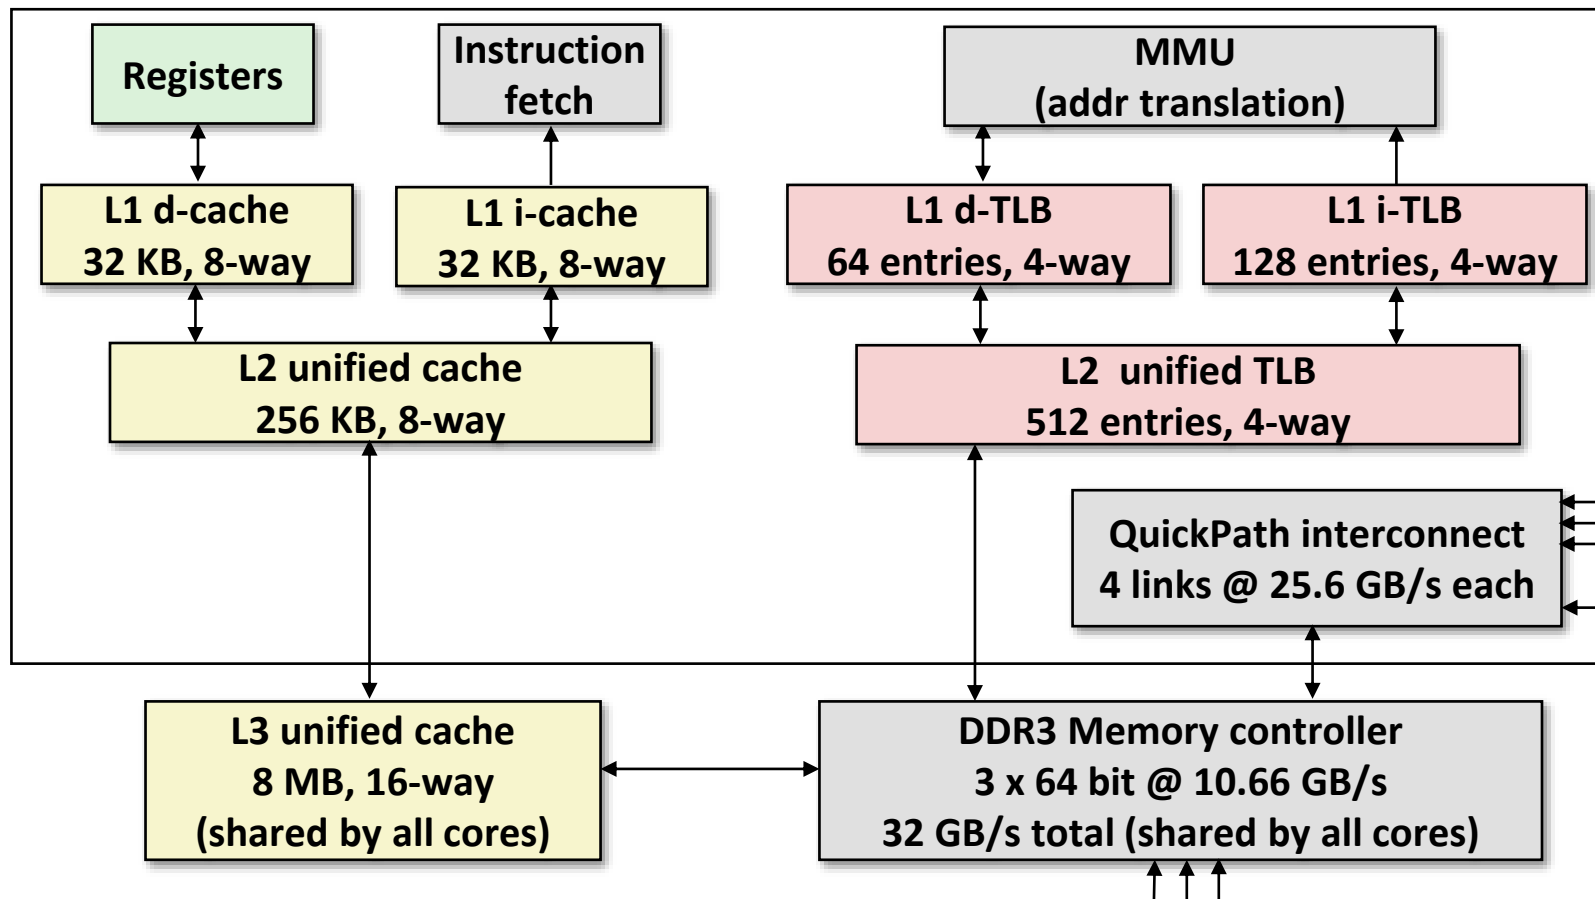 Registers
Instruction
fetch
MMU
(addr translation)
L1 d-cache
32 KB, 8-way
L1 i-cache
32 KB, 8-way
L1 d-TLB
64 entries, 4-way
L1 i-TLB
128 entries, 4-way
L2 unified cache
256 KB, 8-way
L2  unified TLB
512 entries, 4-way
QuickPath interconnect
4 links @ 25.6 GB/s each
L3 unified cache
8 MB, 16-way
(shared by all cores)
DDR3 Memory controller
3 x 64 bit @ 10.66 GB/s
32 GB/s total (shared by all cores)